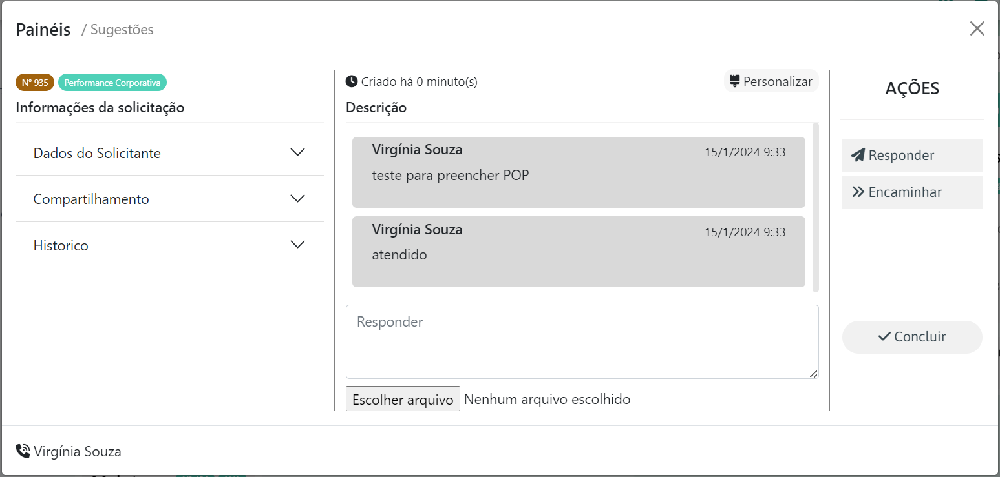 Painéis / Sugestões
Nº 935 Performance Corporativa
Informações da solicitação
Dados do Solicitante
Compartilhamento
Historico
Criado há 0 minuto(s) Personalizar
Descrição
Virgínia Souza 15/1/2024 9:33
teste para preencher POP
Virgínia Souza 15/1/2024 9:33
atendido
Responder
Escolher arquivo Nenhum arquivo escolhido
AÇÕES
Responder
Encaminhar
Concluir
Virgínia Souza